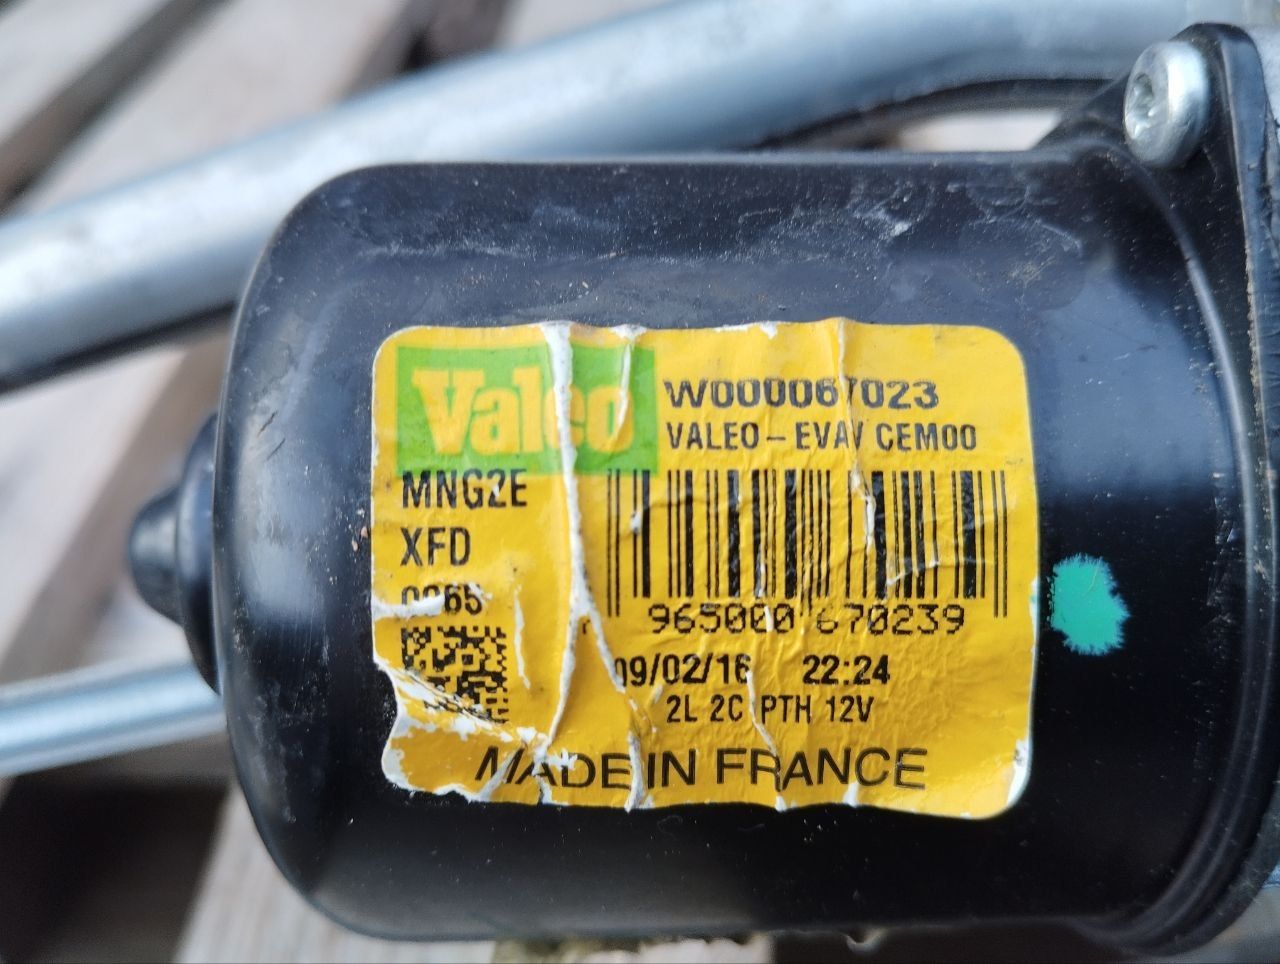 Valeo
W000067023
VALEO-EVAV CEM00
MNG2E
XFD
965000 670239
09/02/16 22:24
2L 2C PTH 12V
MADE IN FRANCE